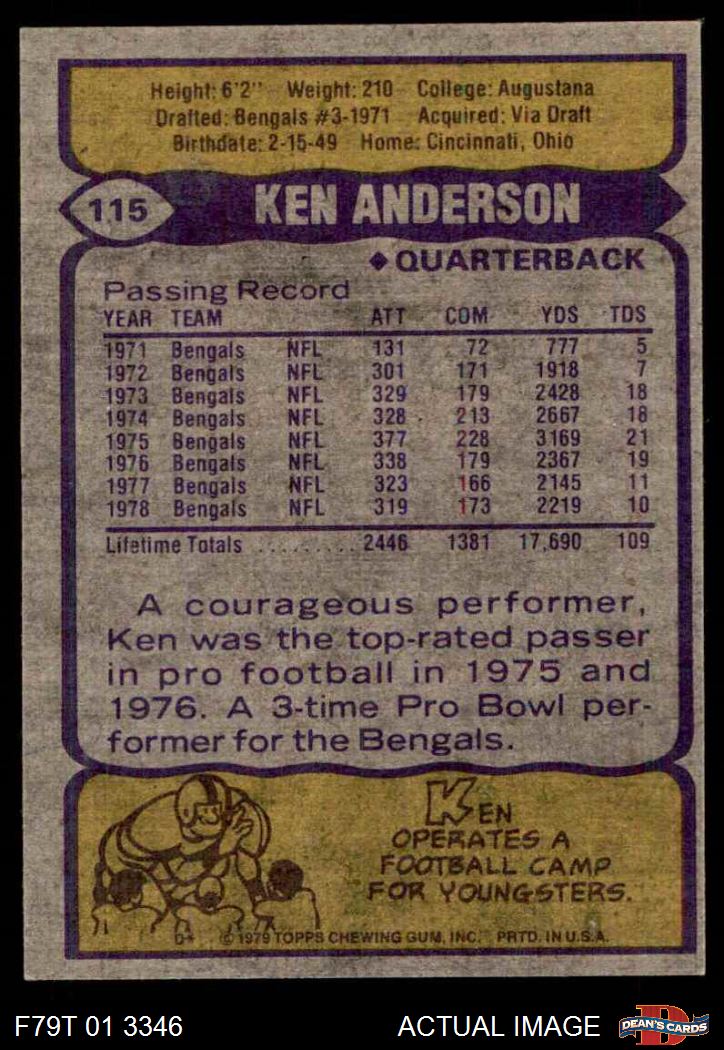 Height: 6'2" Weight: 210 College: Augustana
Drafted: Bengals #3-1971 Acquired: Via Draft
Birthdate: 2-15-49 Home: Cincinnati, Ohio
115 KEN ANDERSON
◆ QUARTERBACK
Passing Record
YEAR TEAM ATT COM YDS TDS
1971 Bengals NFL 131 72 777 5
1972 Bengals NFL 301 171 1918 7
1973 Bengals NFL 329 179 2428 18
1974 Bengals NFL 328 213 2667 18
1975 Bengals NFL 377 228 3169 21
1976 Bengals NFL 338 179 2367 19
1977 Bengals NFL 323 166 2145 11
1978 Bengals NFL 319 173 2219 10
Lifetime Totals .......... 2446 1381 17,690 109
A courageous performer,
Ken was the top-rated passer
in pro football in 1975 and
1976. A 3-time Pro Bowl per-
former for the Bengals.
KEN
OPERATES A
FOOTBALL CAMP
FOR YOUNGSTERS.
D* © 1979 TOPPS CHEWING GUM, INC. PRTD. IN U.S.A.
F79T 01 3346 ACTUAL IMAGE D DEAN'S CARDS